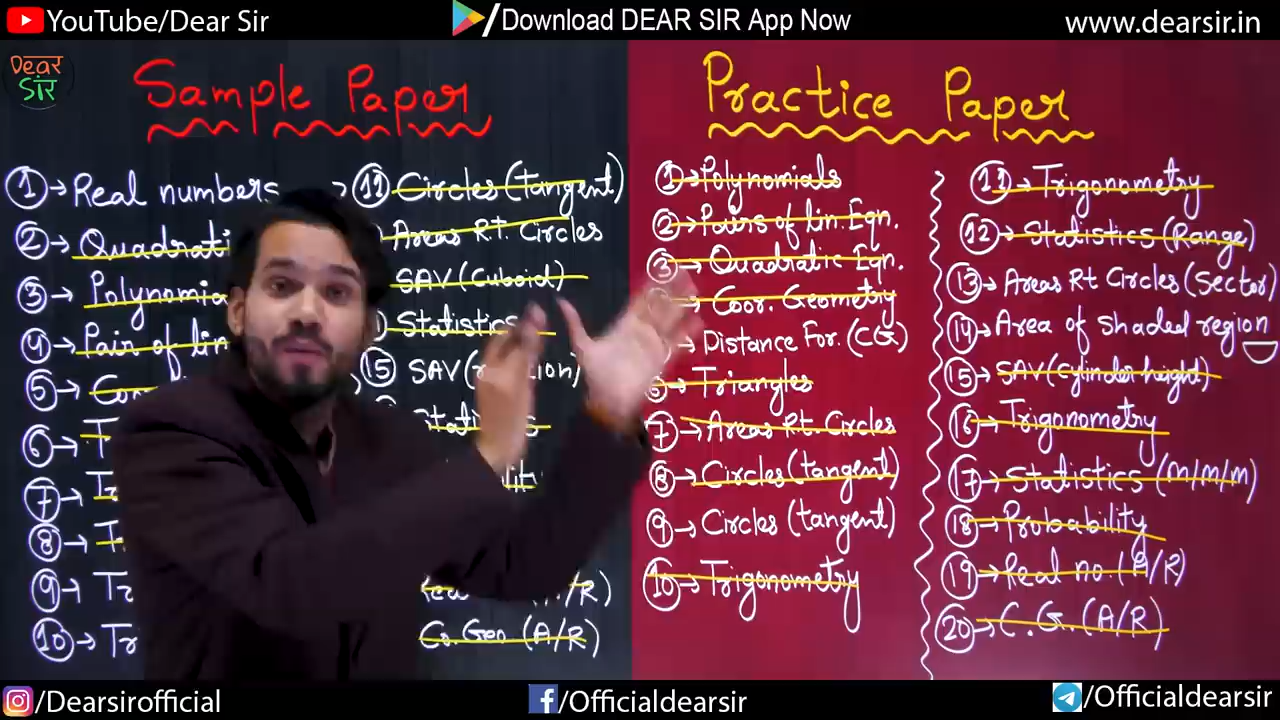 YouTube/Dear Sir
/Download DEAR SIR App Now
www.dearsir.in
Dear
सर
Sample Paper
① → Real numbers
② → Quadrati
③ → Polynomia
④ → Pair of lin
⑤ →
⑥ →
⑦ →
⑧ →
⑨ →
⑩ → Tr
⑪ Circles (tangent)
Areas R.t. Circles
SAV (Cuboid)
Statistics
⑮ SAV
A/R)
Co. Geo (A/R)
Practice Paper
① → Polynomials
② → Pairs of lin. Eqn.
③ → Quadratic Eqn.
→ Coor. Geometry
→ Distance For. (CG)
→ Triangles
⑦ → Areas R.t. Circles
⑧ → Circles (tangent)
⑨ → Circles (tangent)
⑩ → Trigonometry
⑪ → Trigonometry
⑫ → Statistics (Range)
⑬ → Areas Rt Circles (Sector)
⑭ → Area of shaded region
⑮ → SAV (Cylinder height)
⑯ → Trigonometry
⑰ → Statistics (m/m/m)
⑱ → Probability
⑲ → Real no. (A/R)
⑳ → C.G. (A/R)
/Dearsirofficial
/Officialdearsir
/Officialdearsir